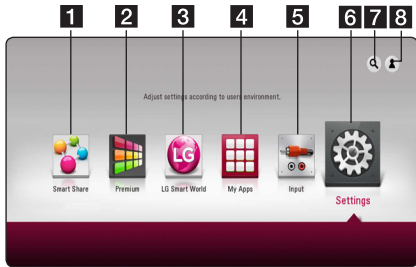 1 2 3 4 5 6 7 8
Adjust settings according to users environment.
LG
Smart Share Premium LG Smart World My Apps Input Settings